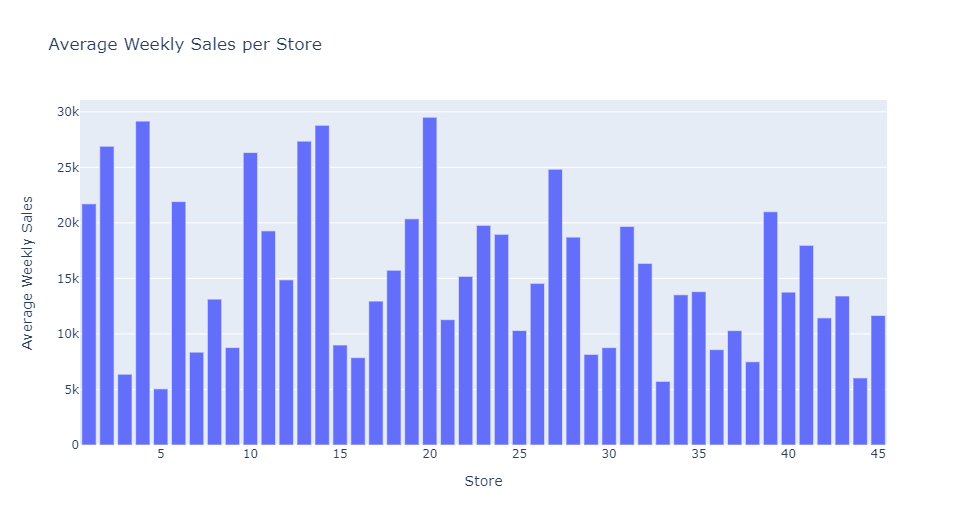 Average Weekly Sales per Store
Average Weekly Sales
30k
25k
20k
15k
10k
5k
0
5 10 15 20 25 30 35 40 45
Store